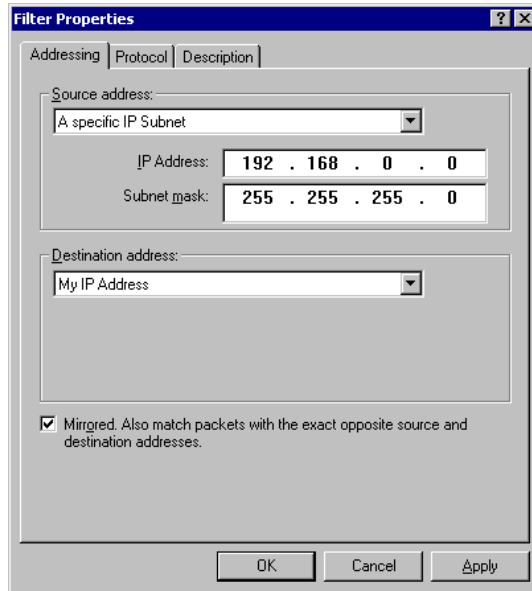 Filter Properties
Addressing Protocol Description
Source address:
A specific IP Subnet
IP Address: 192 . 168 . 0 . 0
Subnet mask: 255 . 255 . 255 . 0
Destination address:
My IP Address
Mirrored. Also match packets with the exact opposite source and
destination addresses.
OK Cancel Apply